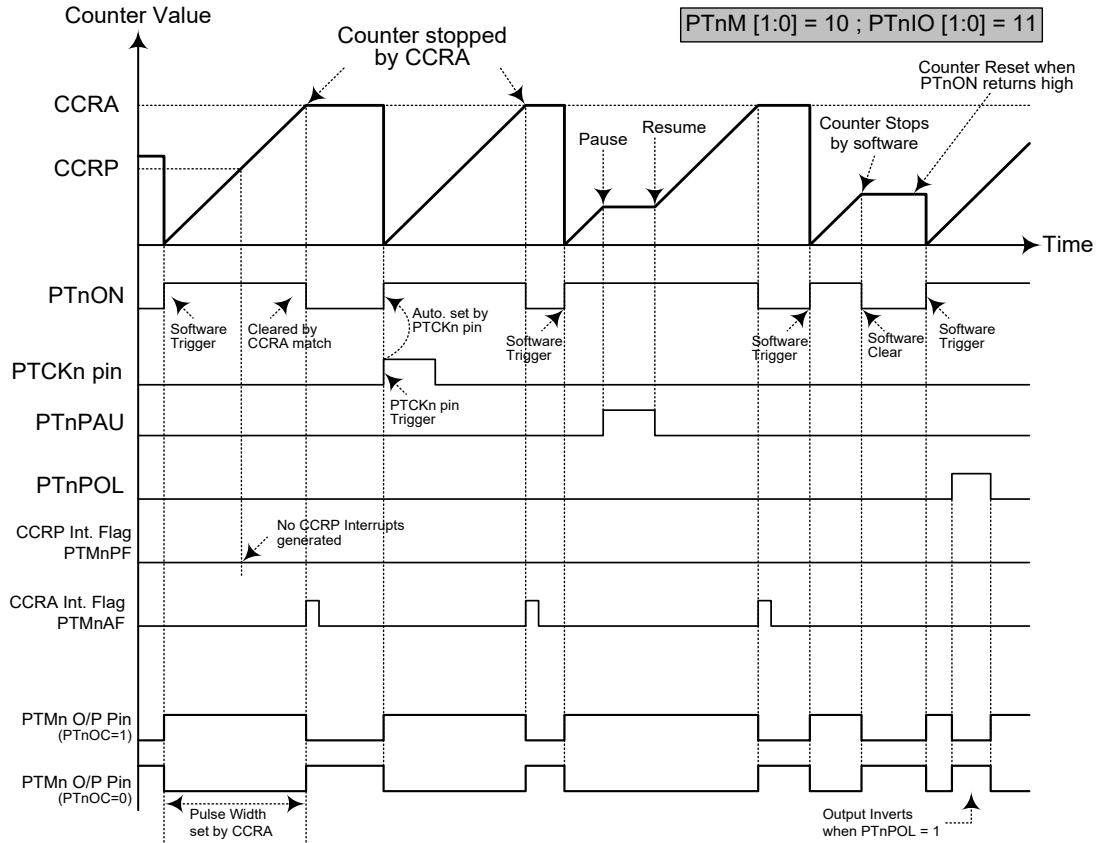 Counter Value
PTnM [1:0] = 10 ; PTnIO [1:0] = 11
Counter stopped
by CCRA
Counter Reset when
PTnON returns high
CCRA
CCRP
Pause
Resume
Counter Stops
by software
Time
PTnON
Software
Trigger
Cleared by
CCRA match
Auto. set by
PTCKn pin
Software
Trigger
Software
Trigger
Software
Clear
Software
Trigger
PTCKn pin
PTCKn pin
Trigger
PTnPAU
PTnPOL
CCRP Int. Flag
PTMnPF
No CCRP Interrupts
generated
CCRA Int. Flag
PTMnAF
PTMn O/P Pin
(PTnOC=1)
PTMn O/P Pin
(PTnOC=0)
Pulse Width
set by CCRA
Output Inverts
when PTnPOL = 1